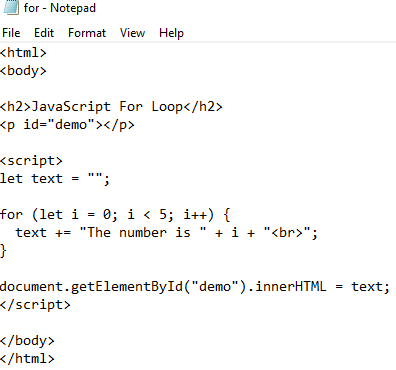 for - Notepad
File Edit Format View Help
<html>
<body>

<h2>JavaScript For Loop</h2>
<p id="demo"></p>

<script>
let text = "";

for (let i = 0; i < 5; i++) {
  text += "The number is " + i + "<br>";
}

document.getElementById("demo").innerHTML = text;
</script>

</body>
</html>